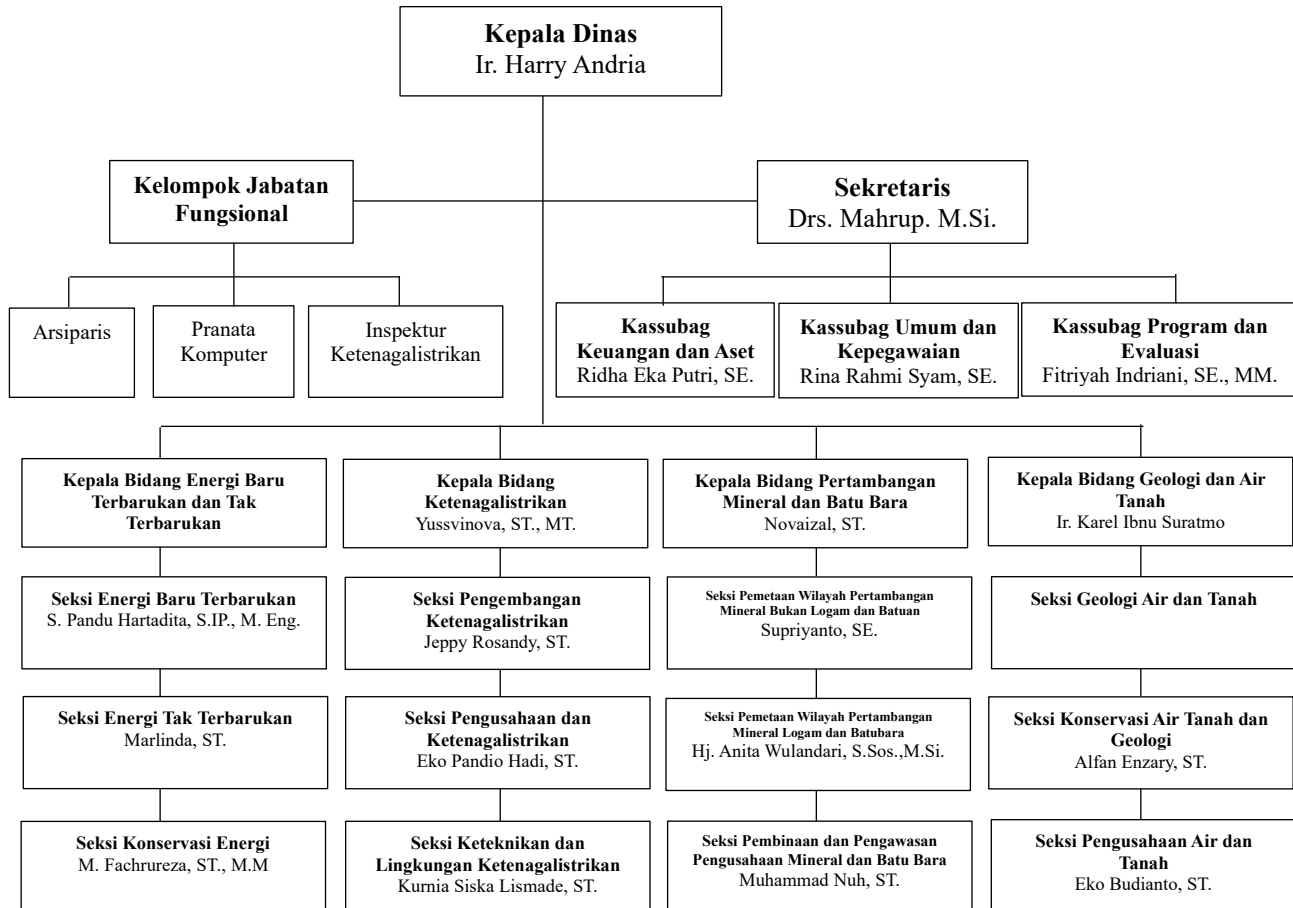 Kepala Dinas
Ir. Harry Andria
Kelompok Jabatan
Fungsional
Sekretaris
Drs. Mahrup. M.Si.
Arsiparis
Pranata
Komputer
Inspektur
Ketenagalistrikan
Kassubag
Keuangan dan Aset
Ridha Eka Putri, SE.
Kassubag Umum dan
Kepegawaian
Rina Rahmi Syam, SE.
Kassubag Program dan
Evaluasi
Fitriyah Indriani, SE., MM.
Kepala Bidang Energi Baru
Terbarukan dan Tak
Terbarukan
Kepala Bidang
Ketenagalistrikan
Yussvinova, ST., MT.
Kepala Bidang Pertambangan
Mineral dan Batu Bara
Novaizal, ST.
Kepala Bidang Geologi dan Air
Tanah
Ir. Karel Ibnu Suratmo
Seksi Energi Baru Terbarukan
S. Pandu Hartadita, S.IP., M. Eng.
Seksi Pengembangan
Ketenagalistrikan
Jeppy Rosandy, ST.
Seksi Pemetaan Wilayah Pertambangan
Mineral Bukan Logam dan Batuan
Supriyanto, SE.
Seksi Geologi Air dan Tanah
Seksi Energi Tak Terbarukan
Marlinda, ST.
Seksi Pengusahaan dan
Ketenagalistrikan
Eko Pandio Hadi, ST.
Seksi Pemetaan Wilayah Pertambangan
Mineral Logam dan Batubara
Hj. Anita Wulandari, S.Sos.,M.Si.
Seksi Konservasi Air Tanah dan
Geologi
Alfan Enzary, ST.
Seksi Konservasi Energi
M. Fachrureza, ST., M.M
Seksi Keteknikan dan
Lingkungan Ketenagalistrikan
Kurnia Siska Lismade, ST.
Seksi Pembinaan dan Pengawasan
Pengusahaan Mineral dan Batu Bara
Muhammad Nuh, ST.
Seksi Pengusahaan Air dan
Tanah
Eko Budianto, ST.